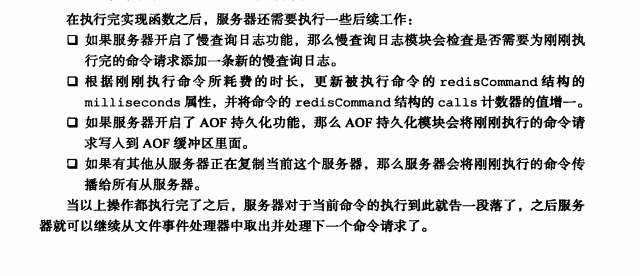 在执行完实现函数之后，服务器还需要执行一些后续工作：
❑ 如果服务器开启了慢查询日志功能，那么慢查询日志模块会检查是否需要为刚刚执
行完的命令请求添加一条新的慢查询日志。
❑ 根据刚刚执行命令所耗费的时长，更新被执行命令的 redisCommand 结构的
milliseconds 属性，并将命令的 redisCommand 结构的 calls 计数器的值增一。
❑ 如果服务器开启了 AOF 持久化功能，那么 AOF 持久化模块会将刚刚执行的命令请
求写入到 AOF 缓冲区里面。
❑ 如果有其他从服务器正在复制当前这个服务器，那么服务器会将刚刚执行的命令传
播给所有从服务器。
当以上操作都执行完了之后，服务器对于当前命令的执行到此就告一段落了，之后服务
器就可以继续从文件事件处理器中取出并处理下一个命令请求了。